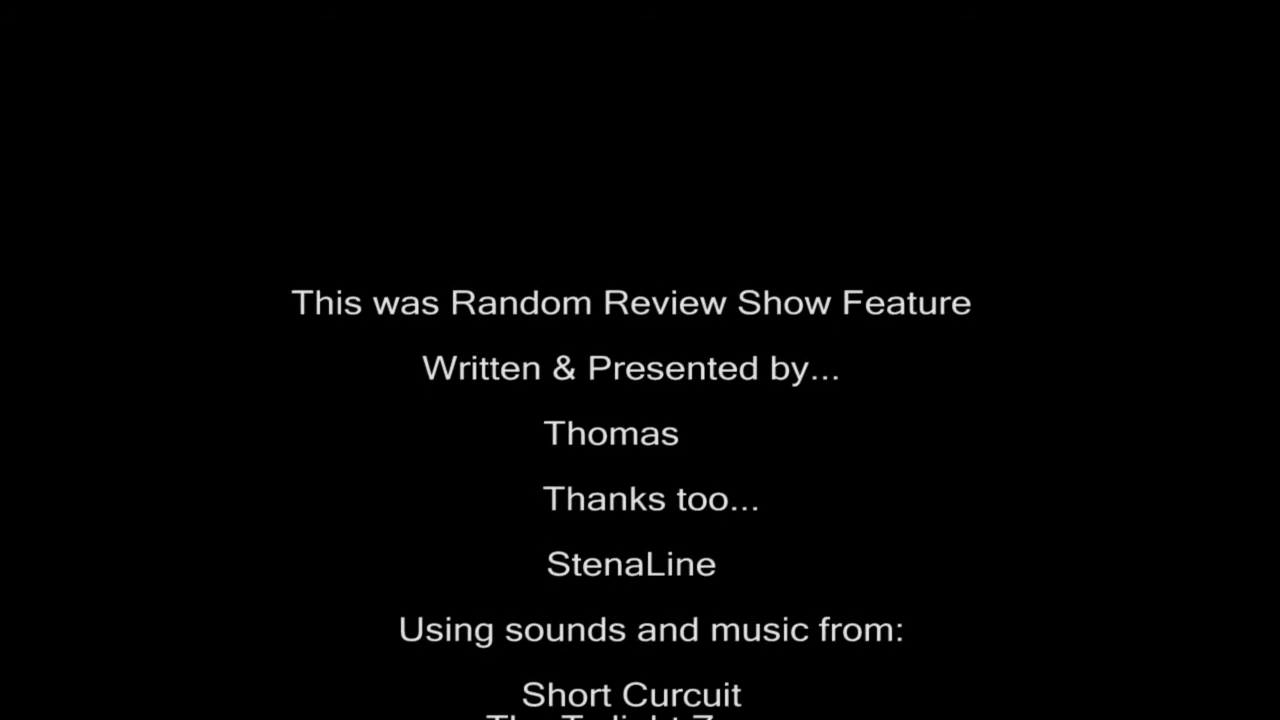 This was Random Review Show Feature
Written & Presented by...
Thomas
Thanks too...
StenaLine
Using sounds and music from:
Short Curcuit
The